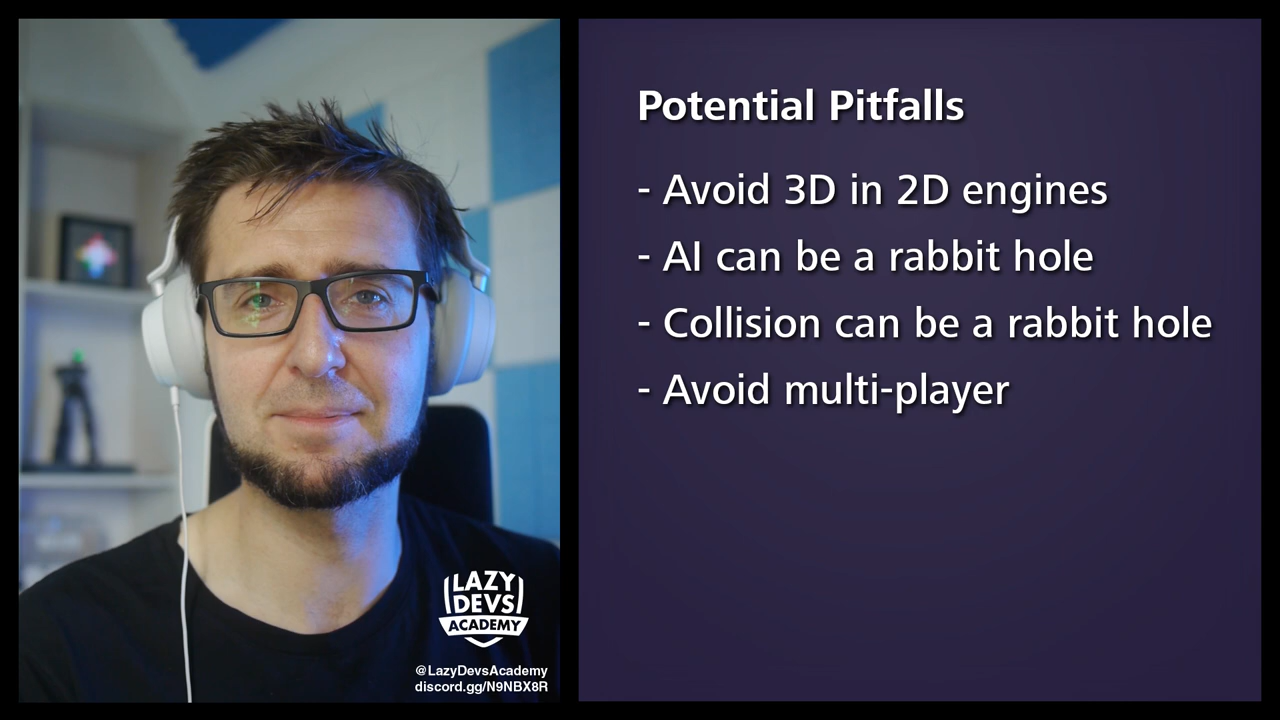 Potential Pitfalls
- Avoid 3D in 2D engines
- AI can be a rabbit hole
- Collision can be a rabbit hole
- Avoid multi-player
LAZY
DEVS
ACADEMY
@LazyDevsAcademy
discord.gg/N9NBX8R